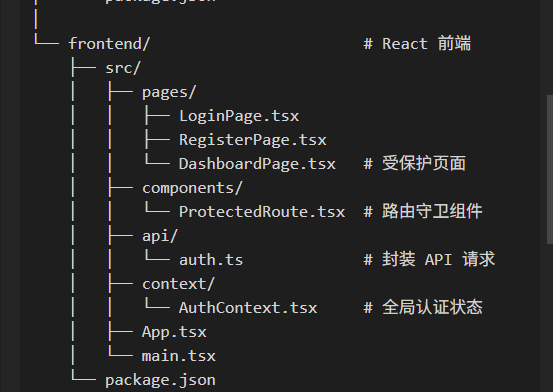 │   └── package.json
│
└── frontend/                        # React 前端
    ├── src/
    │   ├── pages/
    │   │   ├── LoginPage.tsx
    │   │   ├── RegisterPage.tsx
    │   │   └── DashboardPage.tsx   # 受保护页面
    │   ├── components/
    │   │   └── ProtectedRoute.tsx  # 路由守卫组件
    │   ├── api/
    │   │   └── auth.ts             # 封装 API 请求
    │   ├── context/
    │   │   └── AuthContext.tsx     # 全局认证状态
    │   ├── App.tsx
    │   └── main.tsx
    └── package.json